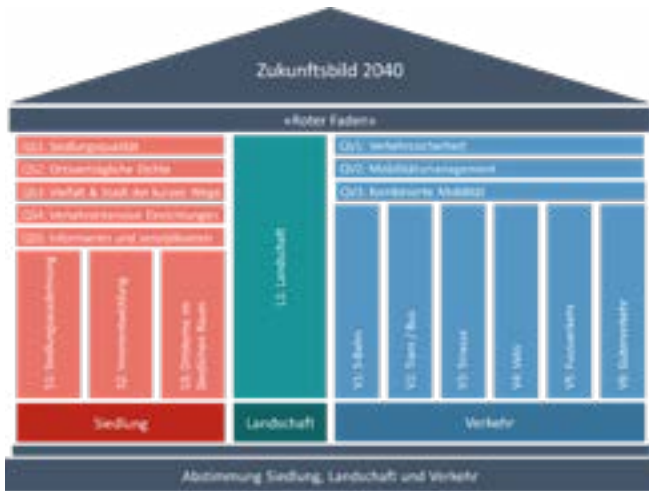 Zukunftsbild 2040
«Roter Faden»
QS1: Siedlungsqualität
QS2: Ortsverträgliche Dichte
QS3: Vielfalt & Stadt der kurzen Wege
QS4: Verkehrsintensive Einrichtungen
QS5: Informieren und sensibilisieren
QV1: Verkehrssicherheit
QV2: Mobilitätsmanagement
QV3: Kombinierte Mobilität
S1: Siedlungsausdehnung
S2: Innenentwicklung
S3: Ortskerne im
ländlichen Raum
L1: Landschaft
V1: S-Bahn
V2: Tram / Bus
V3: Strasse
V4: Velo
V5: Fussverkehr
V6: Güterverkehr
Siedlung
Landschaft
Verkehr
Abstimmung Siedlung, Landschaft und Verkehr